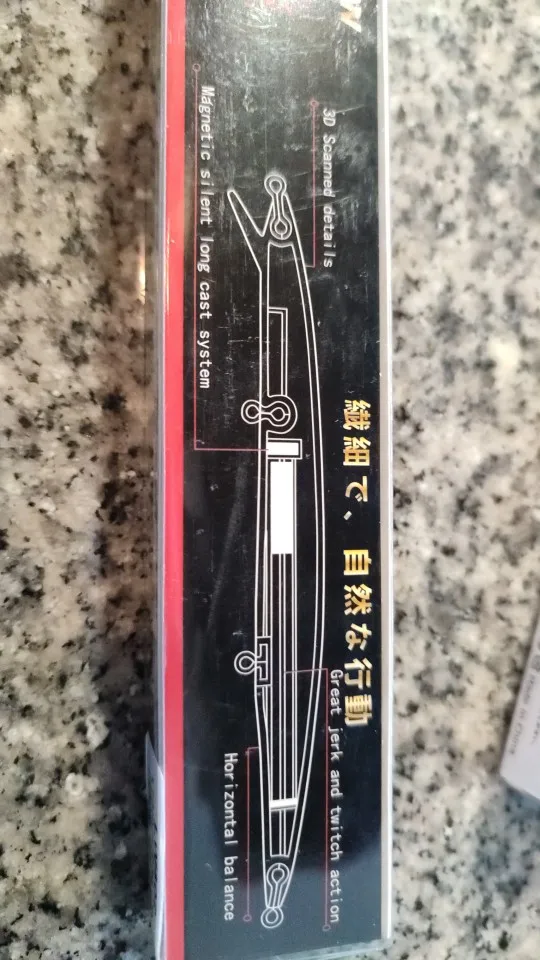 3D Scanned details
Magnetic silent long cast system
繊細で、自然な行動
Great jerk and twitch action
Horizontal balance